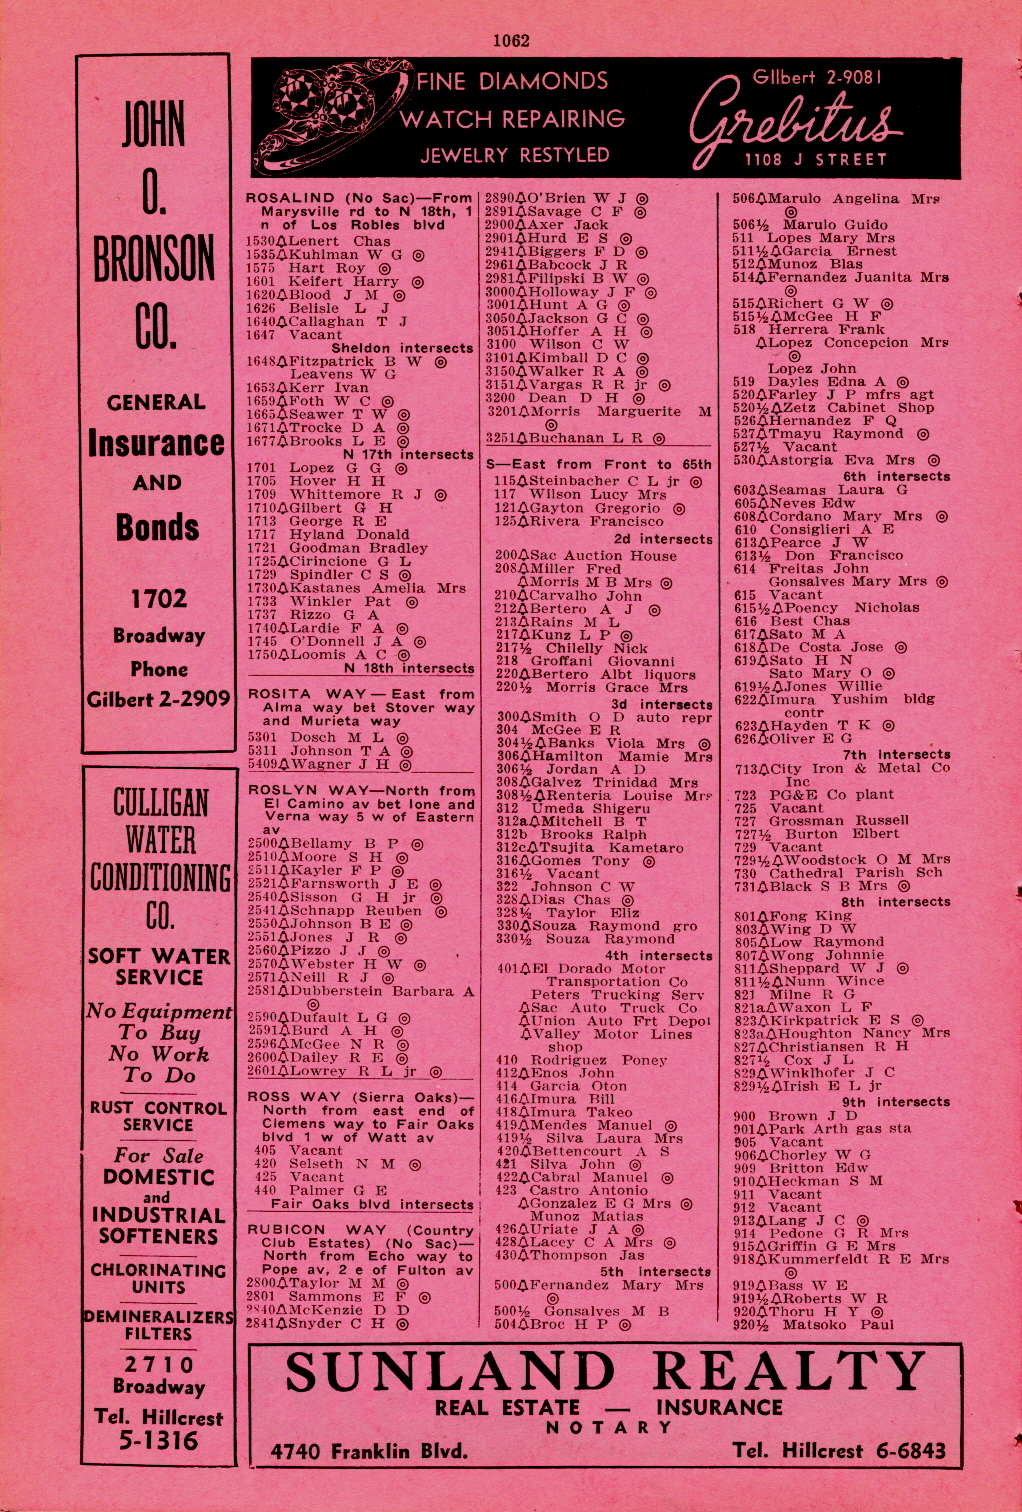 1062
JOHN
O.
BRONSON
CO.
GENERAL
Insurance
AND
Bonds
1702
Broadway
Phone
Gilbert 2-2909
CULLIGAN
WATER
CONDITIONING
CO.
SOFT WATER
SERVICE
No Equipment
To Buy
No Work
To Do
RUST CONTROL
SERVICE
For Sale
DOMESTIC
and
INDUSTRIAL
SOFTENERS
CHLORINATING
UNITS
DEMINERALIZERS
FILTERS
2710
Broadway
Tel. Hillcrest
5-1316
FINE DIAMONDS
WATCH REPAIRING
JEWELRY RESTYLED
GIlbert 2-9081
Grebitus
1108 J STREET
ROSALIND (No Sac)—From
Marysville rd to N 18th, 1
n of Los Robles blvd
1530△Lenert Chas
1535△Kuhlman W G ◎
1575 Hart Roy ◎
1601 Keifert Harry ◎
1620△Blood J M ◎
1626 Belisle L J
1640△Callaghan T J
1647 Vacant
Sheldon intersects
1648△Fitzpatrick B W ◎
Leavens W G
1653△Kerr Ivan
1659△Foth W C ◎
1665△Seawer T W ◎
1671△Trocke D A ◎
1677△Brooks L E ◎
N 17th intersects
1701 Lopez G G ◎
1705 Hover H H
1709 Whittemore R J ◎
1710△Gilbert G H
1713 George R E
1717 Hyland Donald
1721 Goodman Bradley
1725△Cirincione G L
1729 Spindler C S ◎
1730△Kastanes Amelia Mrs
1733 Winkler Pat ◎
1737 Rizzo G A
1740△Lardie F A ◎
1745 O'Donnell J A ◎
1750△Loomis A C ◎
N 18th intersects
ROSITA WAY—East from
Alma way bet Stover way
and Murieta way
5301 Dosch M L ◎
5311 Johnson T A ◎
5409△Wagner J H ◎
ROSLYN WAY—North from
El Camino av bet Ione and
Verna way 5 w of Eastern
av
2500△Bellamy B P ◎
2510△Moore S H ◎
2511△Kayler F P ◎
2521△Farnsworth J E ◎
2540△Sisson G H jr ◎
2541△Schnapp Reuben ◎
2550△Johnson B E ◎
2551△Jones J R ◎
2560△Pizzo J J ◎
2570△Webster H W ◎
2571△Neill R J ◎
2581△Dubberstein Barbara A
◎
2590△Dufault L G ◎
2591△Burd A H ◎
2596△McGee N R ◎
2600△Dailey R E ◎
2601△Lowrey R L jr ◎
ROSS WAY (Sierra Oaks)—
North from east end of
Clemens way to Fair Oaks
blvd 1 w of Watt av
405 Vacant
420 Selseth N M ◎
425 Vacant
440 Palmer G E
Fair Oaks blvd intersects
RUBICON WAY (Country
Club Estates) (No Sac)—
North from Echo way to
Pope av, 2 e of Fulton av
2800△Taylor M M ◎
2801 Sammons E F ◎
2840△McKenzie D D
2841△Snyder C H ◎
2890△O'Brien W J ◎
2891△Savage C F ◎
2900△Axer Jack
2901△Hurd E S ◎
2941△Biggers F D ◎
2961△Babcock J R
2981△Filipski B W ◎
3000△Holloway J F ◎
3001△Hunt A G ◎
3050△Jackson G C ◎
3051△Hoffer A H ◎
3100 Wilson C W
3101△Kimball D C ◎
3150△Walker R A ◎
3151△Vargas R R jr ◎
3200 Dean D H ◎
3201△Morris Marguerite M
◎
3251△Buchanan L R ◎
S—East from Front to 65th
115△Steinbacher C L jr ◎
117 Wilson Lucy Mrs
121△Gayton Gregorio ◎
125△Rivera Francisco
2d intersects
200△Sac Auction House
208△Miller Fred
△Morris M B Mrs ◎
210△Carvalho John
212△Bertero A J ◎
213△Rains M L
217△Kunz L P ◎
217½ Chilelly Nick
218 Groffani Giovanni
220△Bertero Albt liquors
220½ Morris Grace Mrs
3d intersects
300△Smith O D auto repr
304 McGee E R
304½△Banks Viola Mrs ◎
306△Hamilton Mamie Mrs
306½ Jordan A D
308△Galvez Trinidad Mrs
308½△Renteria Louise Mrs
312 Umeda Shigeru
312a△Mitchell B T
312b Brooks Ralph
312c△Tsujita Kametaro
316△Gomes Tony ◎
316½ Vacant
322 Johnson C W
328△Dias Chas ◎
328½ Taylor Eliz
330△Souza Raymond gro
330½ Souza Raymond
4th intersects
401△El Dorado Motor
Transportation Co
Peters Trucking Serv
△Sac Auto Truck Co
△Union Auto Frt Depot
△Valley Motor Lines
shop
410 Rodriguez Poney
412△Enos John
414 Garcia Oton
416△Imura Bill
418△Imura Takeo
419△Mendes Manuel ◎
419½ Silva Laura Mrs
420△Bettencourt A S
421 Silva John ◎
422△Cabral Manuel ◎
423 Castro Antonio
△Gonzalez E G Mrs ◎
Munoz Matias
426△Uriate J A ◎
428△Lacey C A Mrs ◎
430△Thompson Jas
5th intersects
500△Fernandez Mary Mrs
◎
500½ Gonsalves M B
504△Broc H P ◎
506△Marulo Angelina Mrs
◎
506½ Marulo Guido
511 Lopes Mary Mrs
511½△Garcia Ernest
512△Munoz Blas
514△Fernandez Juanita Mrs
◎
515△Richert G W ◎
515½△McGee H F
518 Herrera Frank
△Lopez Concepcion Mrs
◎
Lopez John
519 Dayles Edna A ◎
520△Farley J P mfrs agt
520½△Zetz Cabinet Shop
526△Hernandez F Q
527△Tmayu Raymond ◎
527½ Vacant
530△Astorgia Eva Mrs ◎
6th intersects
603△Seamas Laura G
605△Neves Edw
608△Cordano Mary Mrs ◎
610 Consiglieri A E
613△Pearce J W
613½ Don Francisco
614 Freitas John
Gonsalves Mary Mrs ◎
615 Vacant
615½△Poency Nicholas
616 Best Chas
617△Sato M A
618△De Costa Jose ◎
619△Sato H N
Sato Mary O ◎
619½△Jones Willie
622△Imura Yushim bldg
contr
623△Hayden T K ◎
626△Oliver E G
7th intersects
713△City Iron & Metal Co
Inc
723 PG&E Co plant
725 Vacant
727 Grossman Russell
727½ Burton Elbert
729 Vacant
729½△Woodstock O M Mrs
730 Cathedral Parish Sch
731△Black S B Mrs ◎
8th intersects
801△Fong King
803△Wing D W
805△Low Raymond
807△Wong Johnnie
811△Sheppard W J ◎
811½△Nunn Wince
821 Milne R G
821a△Waxon L F
823△Kirkpatrick E S ◎
823a△Houghton Nancy Mrs
827△Christiansen R H
827½ Cox J L
829△Winklhofer J C
829½△Irish E L jr
9th intersects
900 Brown J D
901△Park Arth gas sta
905 Vacant
906△Chorley W G
909 Britton Edw
910△Heckman S M
911 Vacant
912 Vacant
913△Lang J C ◎
914 Pedone G R Mrs
915△Griffin G E Mrs
918△Kummerfeldt R E Mrs
◎
919△Bass W E
919½△Roberts W R
920△Thoru H Y ◎
920½ Matsoko Paul
SUNLAND REALTY
REAL ESTATE — INSURANCE
NOTARY
4740 Franklin Blvd.
Tel. Hillcrest 6-6843